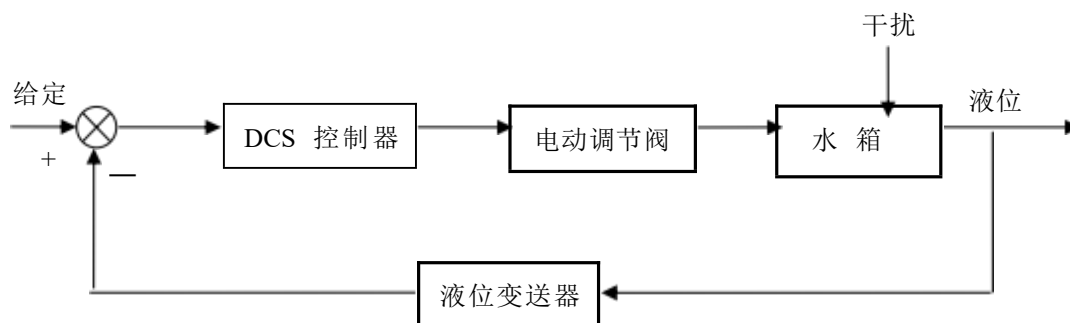 干扰
给定
液位
DCS 控制器
电动调节阀
水 箱
+
—
液位变送器